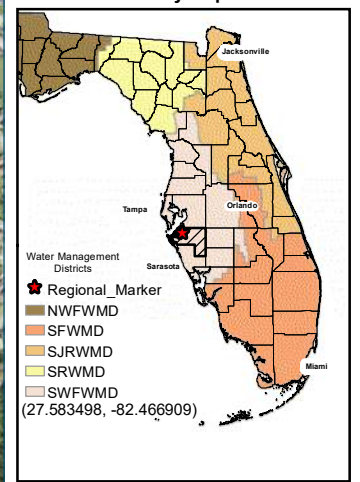 Jacksonville
Orlando
Tampa
Sarasota
Miami
Water Management
Districts
Regional_Marker
NWFWMD
SFWMD
SJRWMD
SRWMD
SWFWMD
(27.583498, -82.466909)